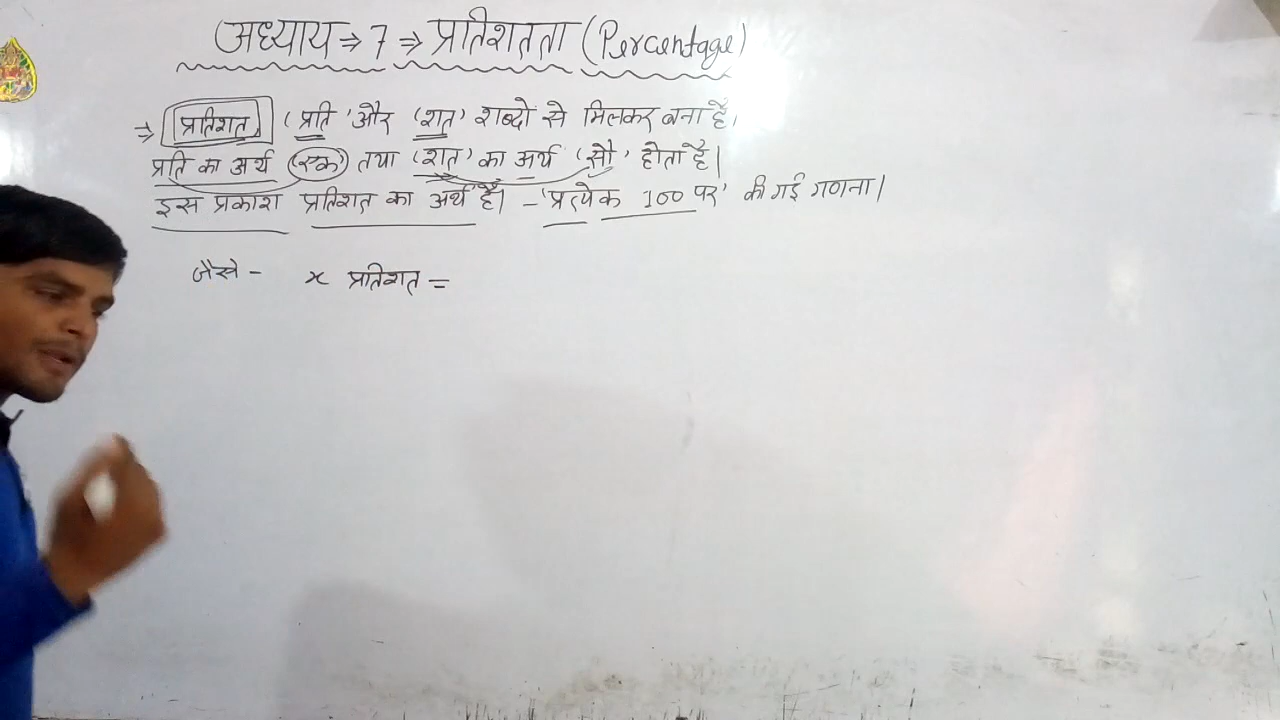 अध्याय ⇒ 7 ⇒ प्रतिशतता (Percentage)
⇒ प्रतिशत् 'प्रति' और 'शत्' शब्दो से मिलकर बना है।
प्रति का अर्थ 'एक' तथा 'शत्' का अर्थ 'सौ' होता है।
इस प्रकारा प्रतिशत् का अर्थ है। - 'प्रत्येक 100 पर' की गई गणना।
जैसे - x प्रतिशत् =